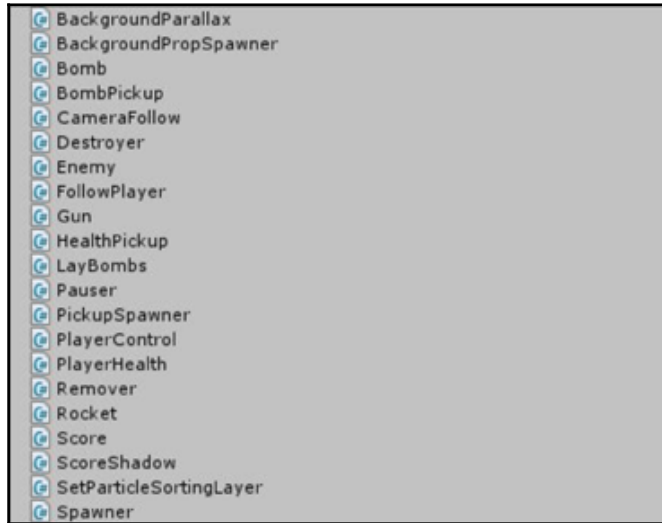 BackgroundParallax
BackgroundPropSpawner
Bomb
BombPickup
CameraFollow
Destroyer
Enemy
FollowPlayer
Gun
HealthPickup
LayBombs
Pauser
PickupSpawner
PlayerControl
PlayerHealth
Remover
Rocket
Score
ScoreShadow
SetParticleSortingLayer
Spawner